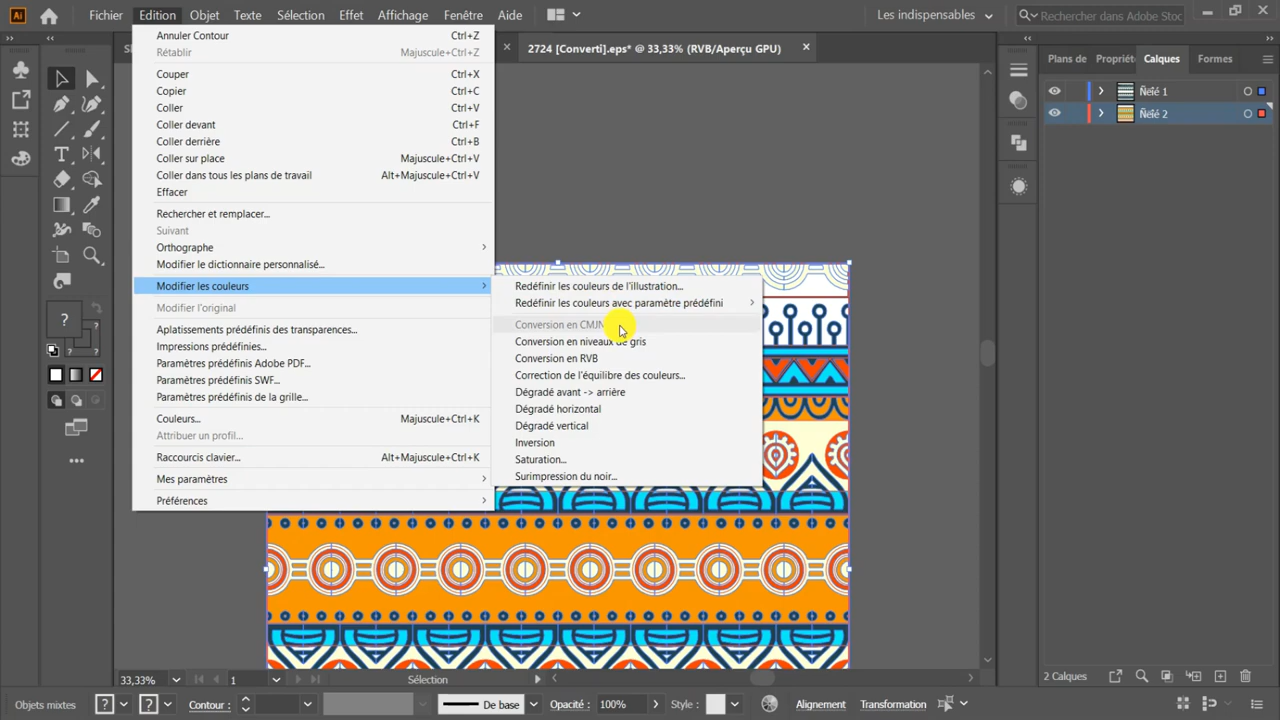 Ai
Fichier
Edition
Objet
Texte
Sélection
Effet
Affichage
Fenêtre
Aide
Les indispensables
Rechercher dans Adobe Stock
2724 [Converti].eps* @ 33,33% (RVB/Aperçu GPU)
Annuler Contour Ctrl+Z
Rétablir Majuscule+Ctrl+Z
Couper Ctrl+X
Copier Ctrl+C
Coller Ctrl+V
Coller devant Ctrl+F
Coller derrière Ctrl+B
Coller sur place Majuscule+Ctrl+V
Coller dans tous les plans de travail Alt+Majuscule+Ctrl+V
Effacer
Rechercher et remplacer...
Suivant
Orthographe
Modifier le dictionnaire personnalisé...
Modifier les couleurs
Modifier l'original
Aplatissements prédéfinis des transparences...
Impressions prédéfinies...
Paramètres prédéfinis Adobe PDF...
Paramètres prédéfinis SWF...
Paramètres prédéfinis de la grille...
Couleurs... Majuscule+Ctrl+K
Attribuer un profil...
Raccourcis clavier... Alt+Majuscule+Ctrl+K
Mes paramètres
Préférences
Redéfinir les couleurs de l'illustration...
Redéfinir les couleurs avec paramètre prédéfini
Conversion en CMJN
Conversion en niveaux de gris
Conversion en RVB
Correction de l'équilibre des couleurs...
Dégradé avant -> arrière
Dégradé horizontal
Dégradé vertical
Inversion
Saturation...
Surimpression du noir...
Plans de
Propriét
Calques
Formes
Ñëîé 1
Ñëîé 2
2 Calques
33,33%
1
Sélection
Objets mixtes
?
?
Contour :
De base
Opacité :
100%
Style :
Alignement
Transformation